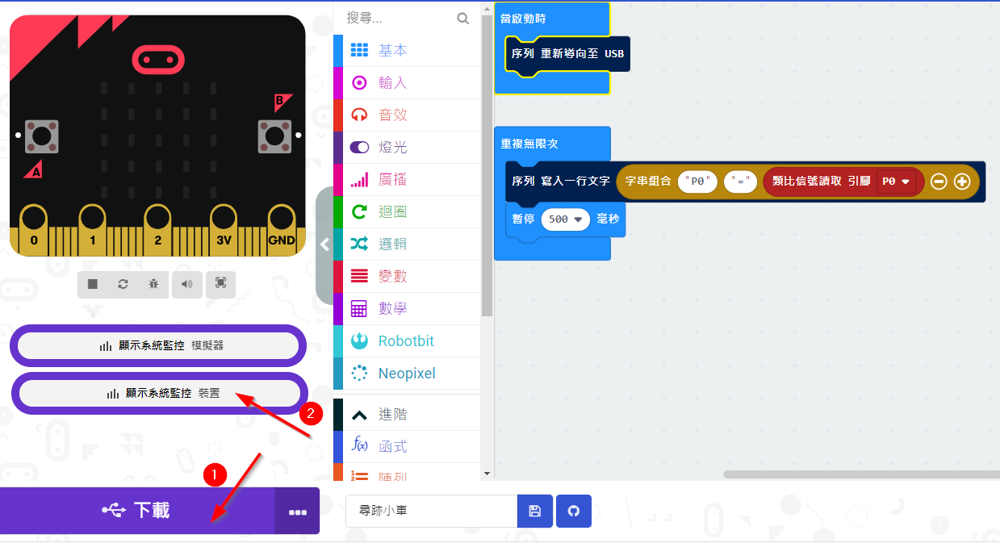 B
A
0
1
2
3V
GND
顯示系統監控 模擬器
顯示系統監控 裝置
2
1
下載
搜尋...
基本
輸入
音效
燈光
廣播
迴圈
邏輯
變數
數學
Robotbit
Neopixel
進階
f(x) 函式
陣列
當啟動時
序列 重新導向至 USB
重複無限次
序列 寫入一行文字 字串組合 "P0" "=" 類比信號讀取 引腳 P0
暫停 500 毫秒
尋跡小車